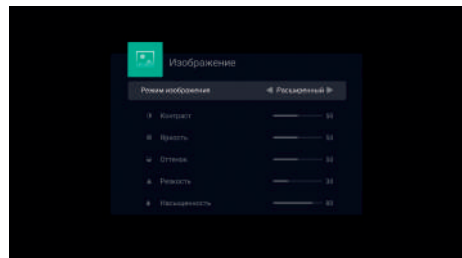 Изображение
Режим изображения ◀ Расширенный ▶
Контраст
Яркость
Оттенок
Резкость
Насыщенность